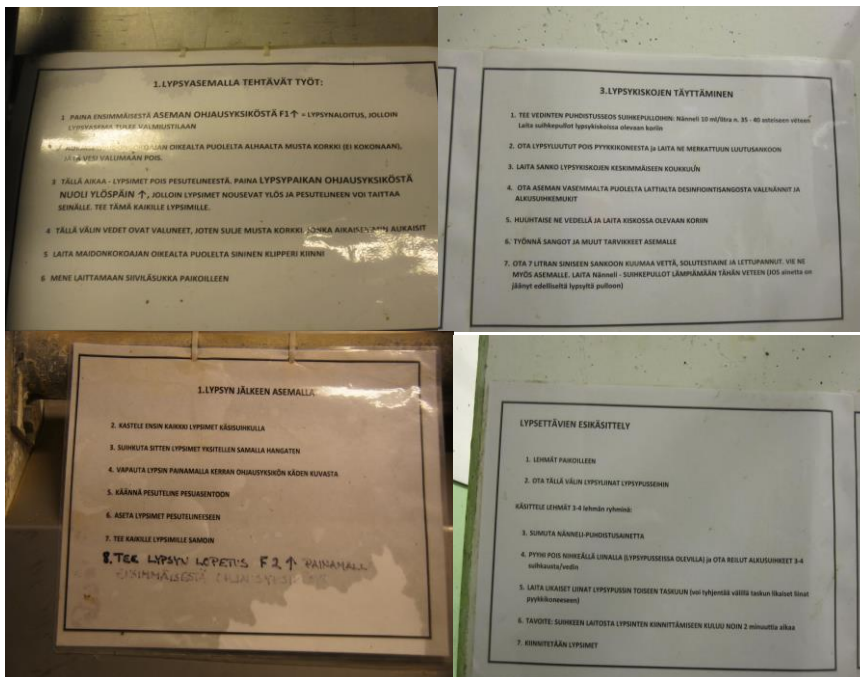 1.LYPSYASEMALLA TEHTÄVÄT TYÖT:
1 PAINA ENSIMMÄISESTÄ ASEMAN OHJAUSYKSIKÖSTÄ F1↑ = LYPSYNALOITUS, JOLLOIN
LYPSYASEMA TULEE VALMIUSTILAAN
2 OIKEALTA PUOLELTA ALHAALTA MUSTA KORKKI (EI KOKONAAN),
JOTTA VESI VALUMAAN POIS.
3 TÄLLÄ AIKAA - LYPSIMET POIS PESUTELINEESTÄ. PAINA LYPSYPAIKAN OHJAUSYKSIKÖSTÄ
NUOLI YLÖSPÄIN ↑, JOLLOIN LYPSIMET NOUSEVAT YLÖS JA PESUTELINEEN VOI TAITTAA
SEINÄLLE. TEE TÄMÄ KAIKILLE LYPSIMILLE.
4 TÄLLÄ VÄLIN VEDET OVAT VALUNEET, JOTEN SULJE MUSTA KORKKI, JONKA AIKAISEMMIN AUKAISIT
5 LAITA MAIDONKOKOAJAN OIKEALTA PUOLELTA SININEN KLIPPERI KIINNI
6 MENE LAITTAMAAN SIIVILÄSUKKA PAIKOILLEEN
3.LYPSYKISKOJEN TÄYTTÄMINEN
1. TEE VEDINTEN PUHDISTUSSEOS SUIHKEPULLOIHIN: Nänneli 10 ml/litra n. 35 - 40 asteiseen veteen
Laita suihkepullot lypsykiskoissa olevaan koriin
2. OTA LYPSYLUUTUT POIS PYYKKIKONEESTA JA LAITA NE MERKATTUUN LUUTUSANKOON
3. LAITA SANKO LYPSYKISKOJEN KESKIMMÄISEEN KOUKKUUN
4. OTA ASEMAN VASEMMALTA PUOLELTA LATTIALTA DESINFIOINTISANGOSTA VALENÄNNIT JA
ALKUSUIHKEMUKIT
5. HUUHTAISE NE VEDELLÄ JA LAITA KISKOSSA OLEVAAN KORIIN
6. TYÖNNÄ SANGOT JA MUUT TARVIKKEET ASEMALLE
7. OTA 7 LITRAN SINISEEN SANKOON KUUMAA VETTÄ, SOLUTESTIAINE JA LETTUPANNUT. VIE NE
MYÖS ASEMALLE. LAITA Nänneli - SUIHKEPULLOT LÄMPIÄMÄÄN TÄHÄN VETEEN (JOS ainetta on
jäänyt edelliseltä lypsyltä pulloon)
1.LYPSYN JÄLKEEN ASEMALLA
2. KASTELE ENSIN KAIKKI LYPSIMET KÄSISUIHKULLA
3. SUIHKUTA SITTEN LYPSIMET YKSITELLEN SAMALLA HANGATEN
4. VAPAUTA LYPSIN PAINAMALLA KERRAN OHJAUSYKSIKÖN KÄDEN KUVASTA
5. KÄÄNNÄ PESUTELINE PESUASENTOON
6. ASETA LYPSIMET PESUTELINEESEEN
7. TEE KAIKILLE LYPSIMILLE SAMOIN
8. TEE LYPSYN LOPETUS F2↑ PAINAMALL
ENSIMMÄISESTÄ
LYPSETTÄVIEN ESIKÄSITTELY
1. LEHMÄT PAIKOILLEEN
2. OTA TÄLLÄ VÄLIN LYPSYLIINAT LYPSYPUSSEIHIN
KÄSITTELE LEHMÄT 3-4 lehmän ryhminä:
3. SUMUTA NÄNNELI-PUHDISTUSAINETTA
4. PYYHI POIS NIHKEÄLLÄ LIINALLA (LYPSYPUSSEISSA OLEVILLA) ja OTA REILUT ALKUSUIHKEET 3-4
suihkausta/vedin
5. LAITA LIKAISET LIINAT LYPSYPUSSIN TOISEEN TASKUUN (voi tyhjentää välillä taskun likaiset liinat
pyykkikoneeseen)
6. TAVOITE: SUIHKEEN LAITOSTA LYPSINTEN KIINNITTÄMISEEN KULUU NOIN 2 minuuttia aikaa
7. KIINNITETÄÄN LYPSIMET